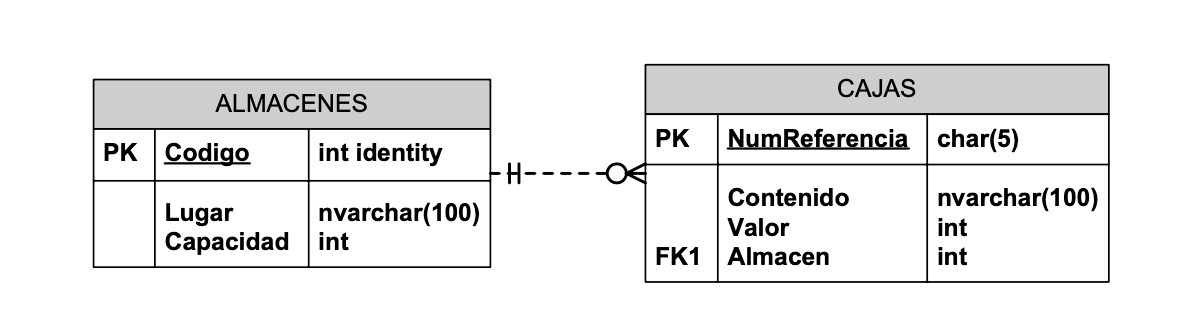 ALMACENES
PK Codigo int identity
Lugar nvarchar(100)
Capacidad int
CAJAS
PK NumReferencia char(5)
Contenido nvarchar(100)
Valor int
FK1 Almacen int